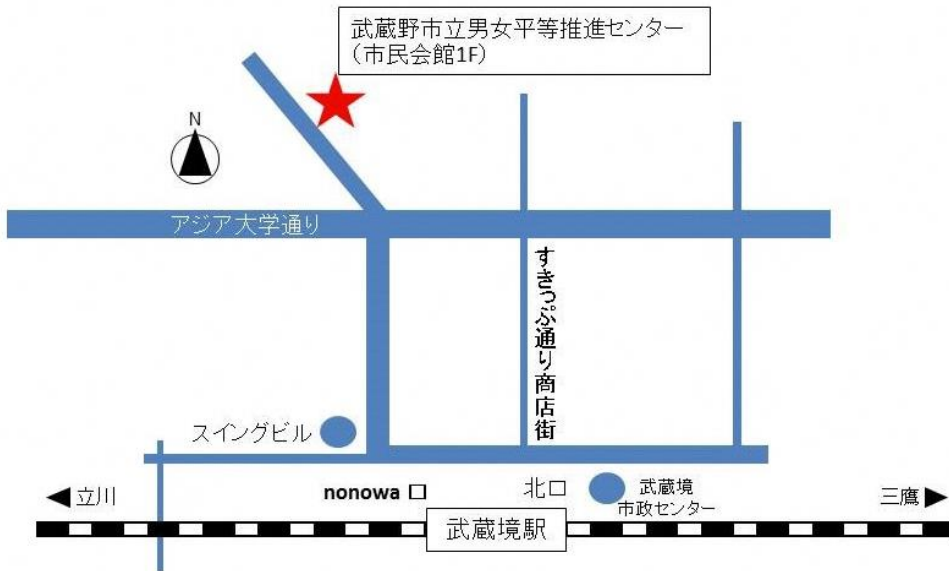 武蔵野市立男女平等推進センター
（市民会館1F）
N
アジア大学通り
すきっぷ通り商店街
スイングビル
立川
nonowa
北口
武蔵境
市政センター
三鷹
武蔵境駅